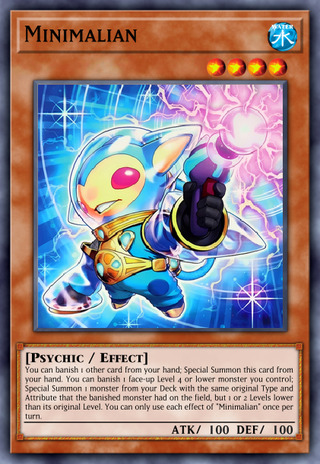 Minimalian
WATER
水
[Psychic / Effect]
You can banish 1 other card from your hand; Special Summon this card from
your hand. You can banish 1 face-up Level 4 or lower monster you control;
Special Summon 1 monster from your Deck with the same original Type and
Attribute that the banished monster had on the field, but 1 or 2 Levels lower
than its original Level. You can only use each effect of "Minimalian" once per
turn.
ATK/ 100 DEF/ 100